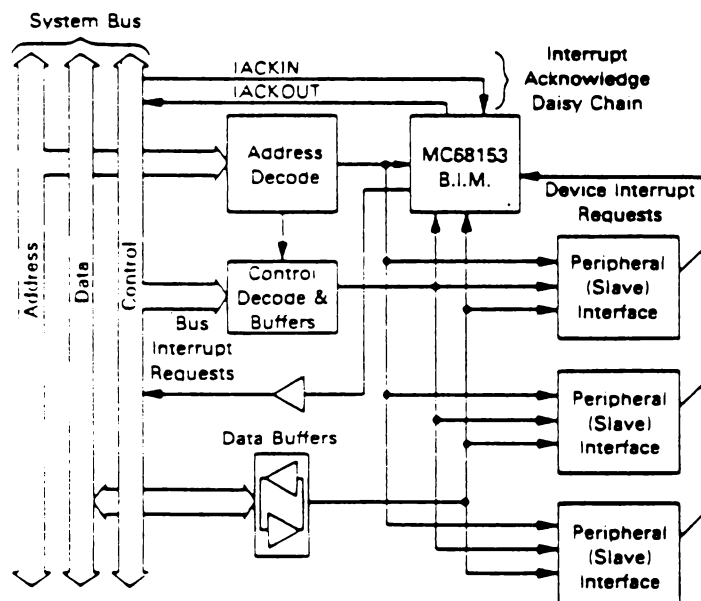 System Bus
IACKIN
IACKOUT
Interrupt
Acknowledge
Daisy Chain
Address
Decode
MC68153
B.I.M.
Device Interrupt
Requests
Address
Data
Control
Control
Decode &
Buffers
Bus
Interrupt
Requests
Peripheral
(Slave)
Interface
Data Buffers
Peripheral
(Slave)
Interface
Peripheral
(Slave)
Interface